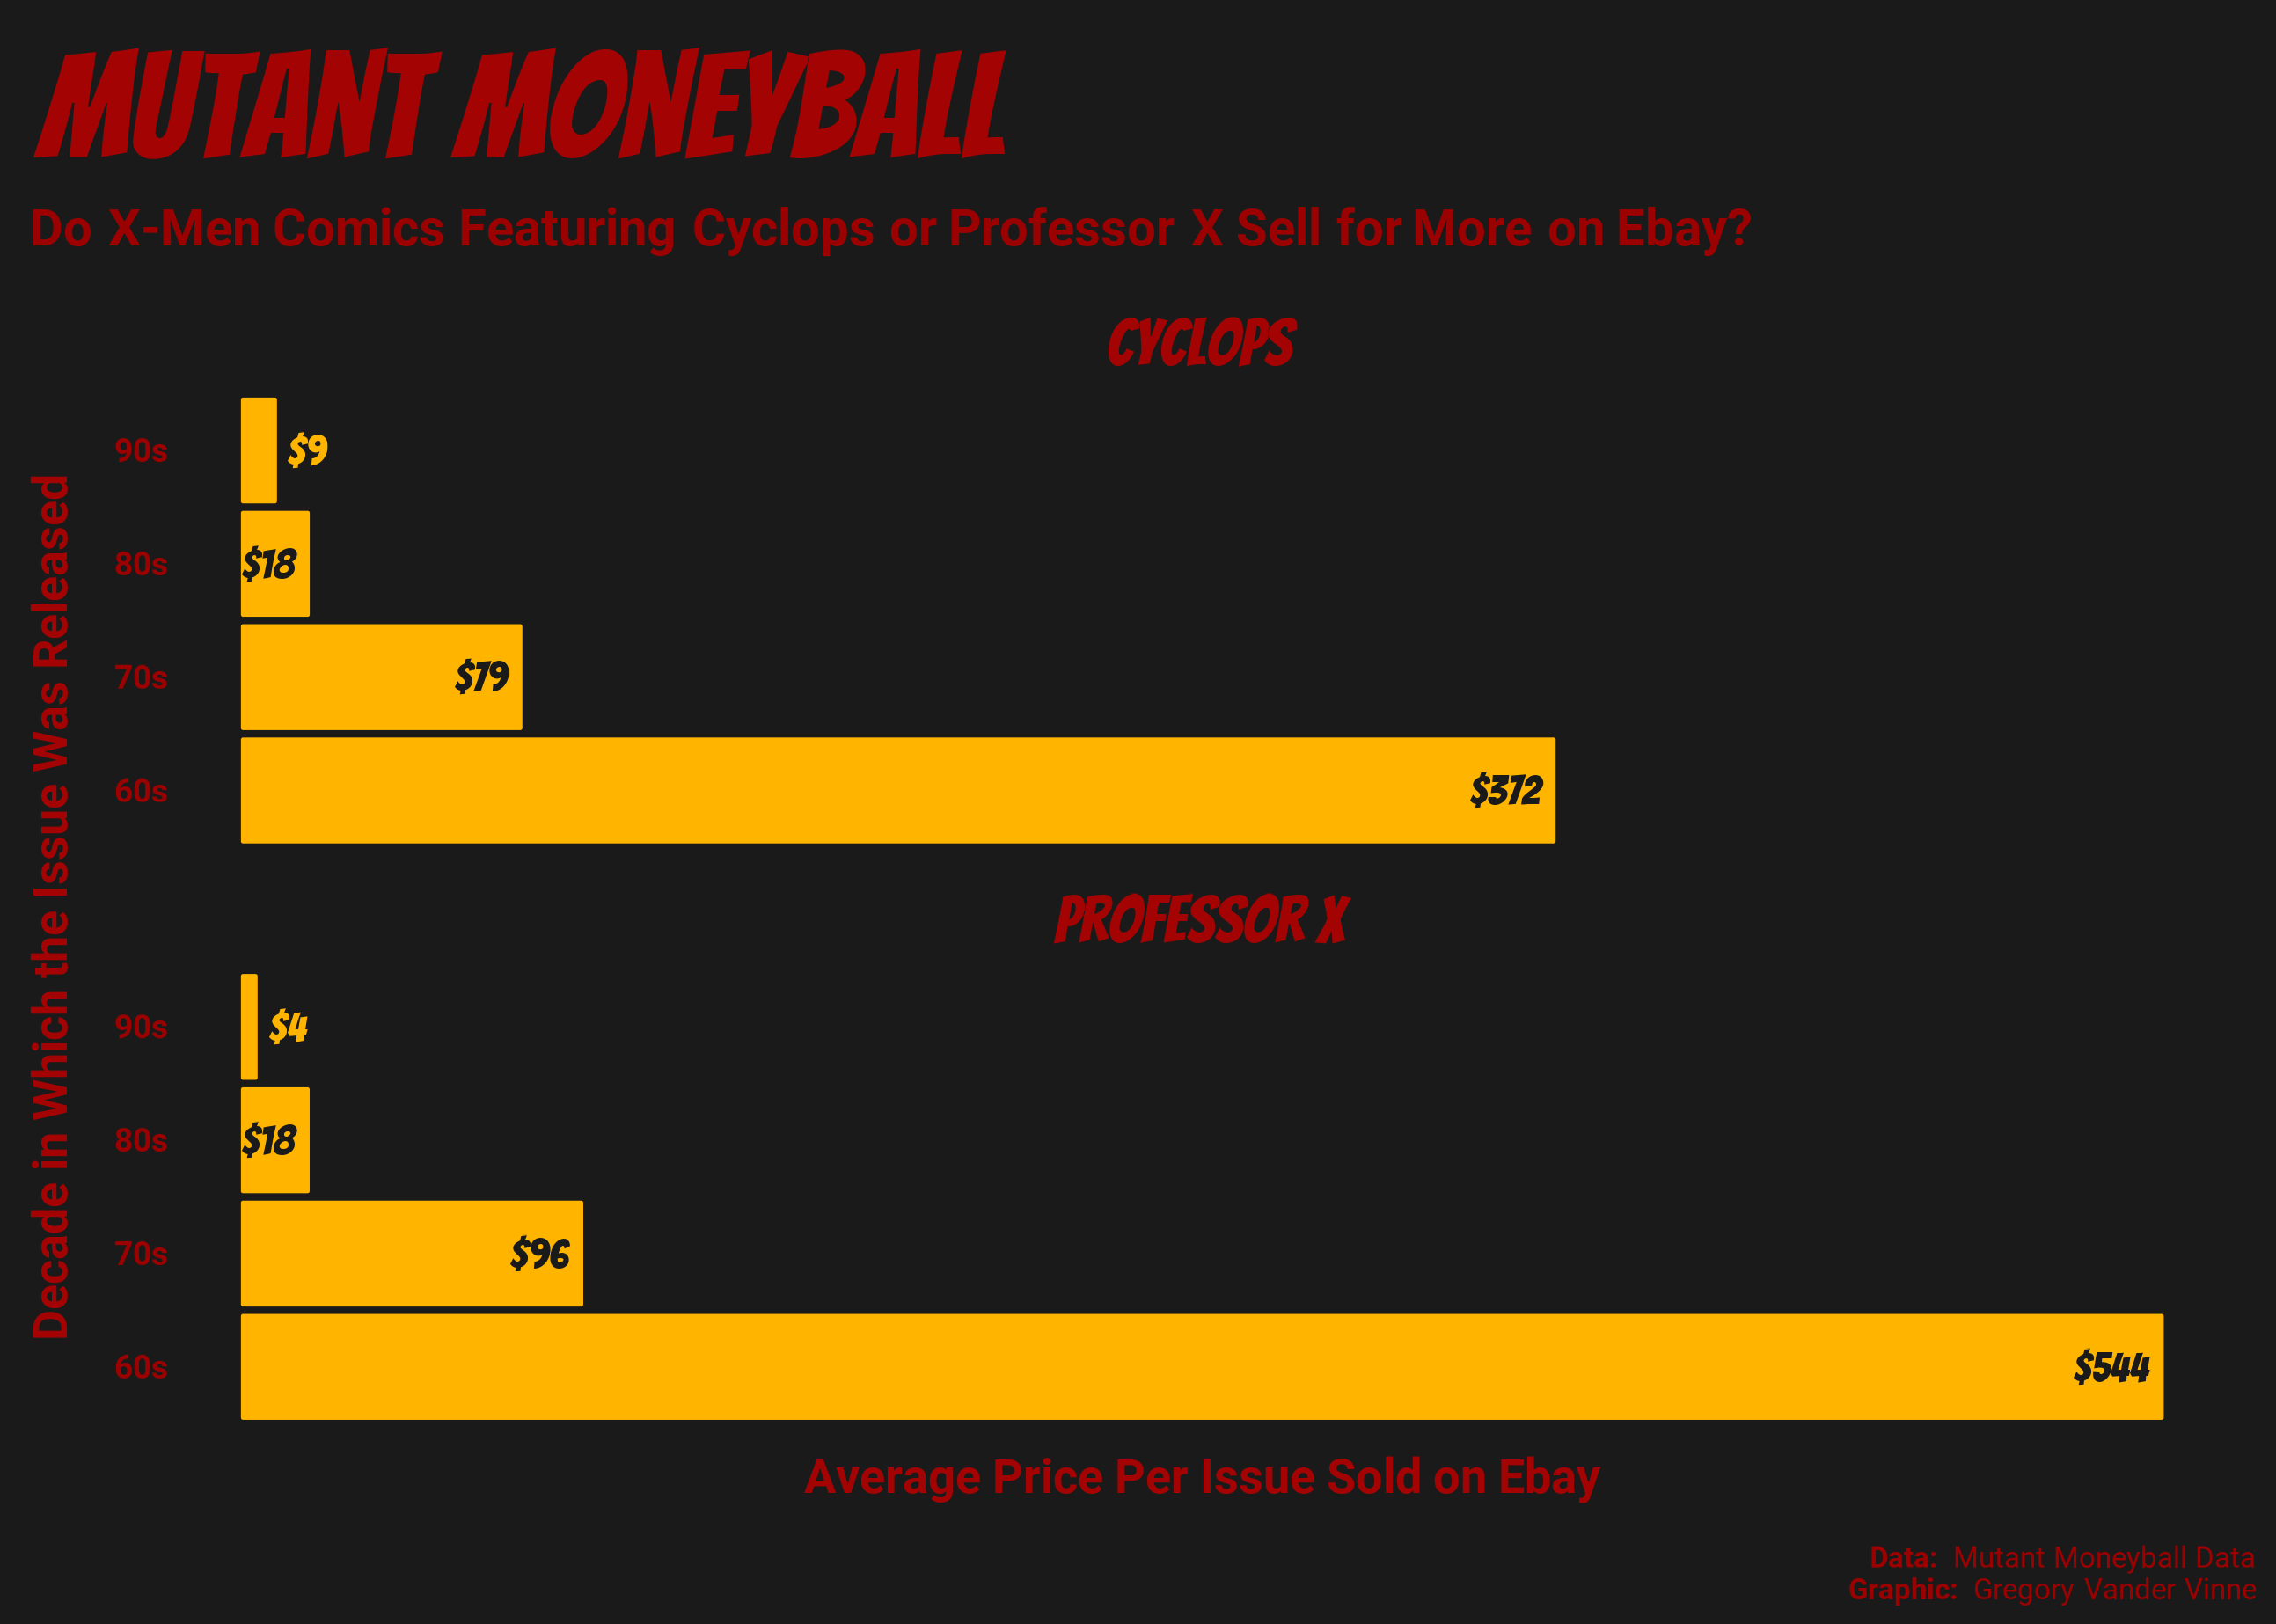 MUTANT MONEYBALL
Do X-Men Comics Featuring Cyclops or Professor X Sell for More on Ebay?
CYCLOPS
Decade in Which the Issue Was Released
90s
$9
80s
$18
70s
$79
60s
$372
PROFESSOR X
90s
$4
80s
$18
70s
$96
60s
$544
Average Price Per Issue Sold on Ebay
Data: Mutant Moneyball Data
Graphic: Gregory Vander Vinne